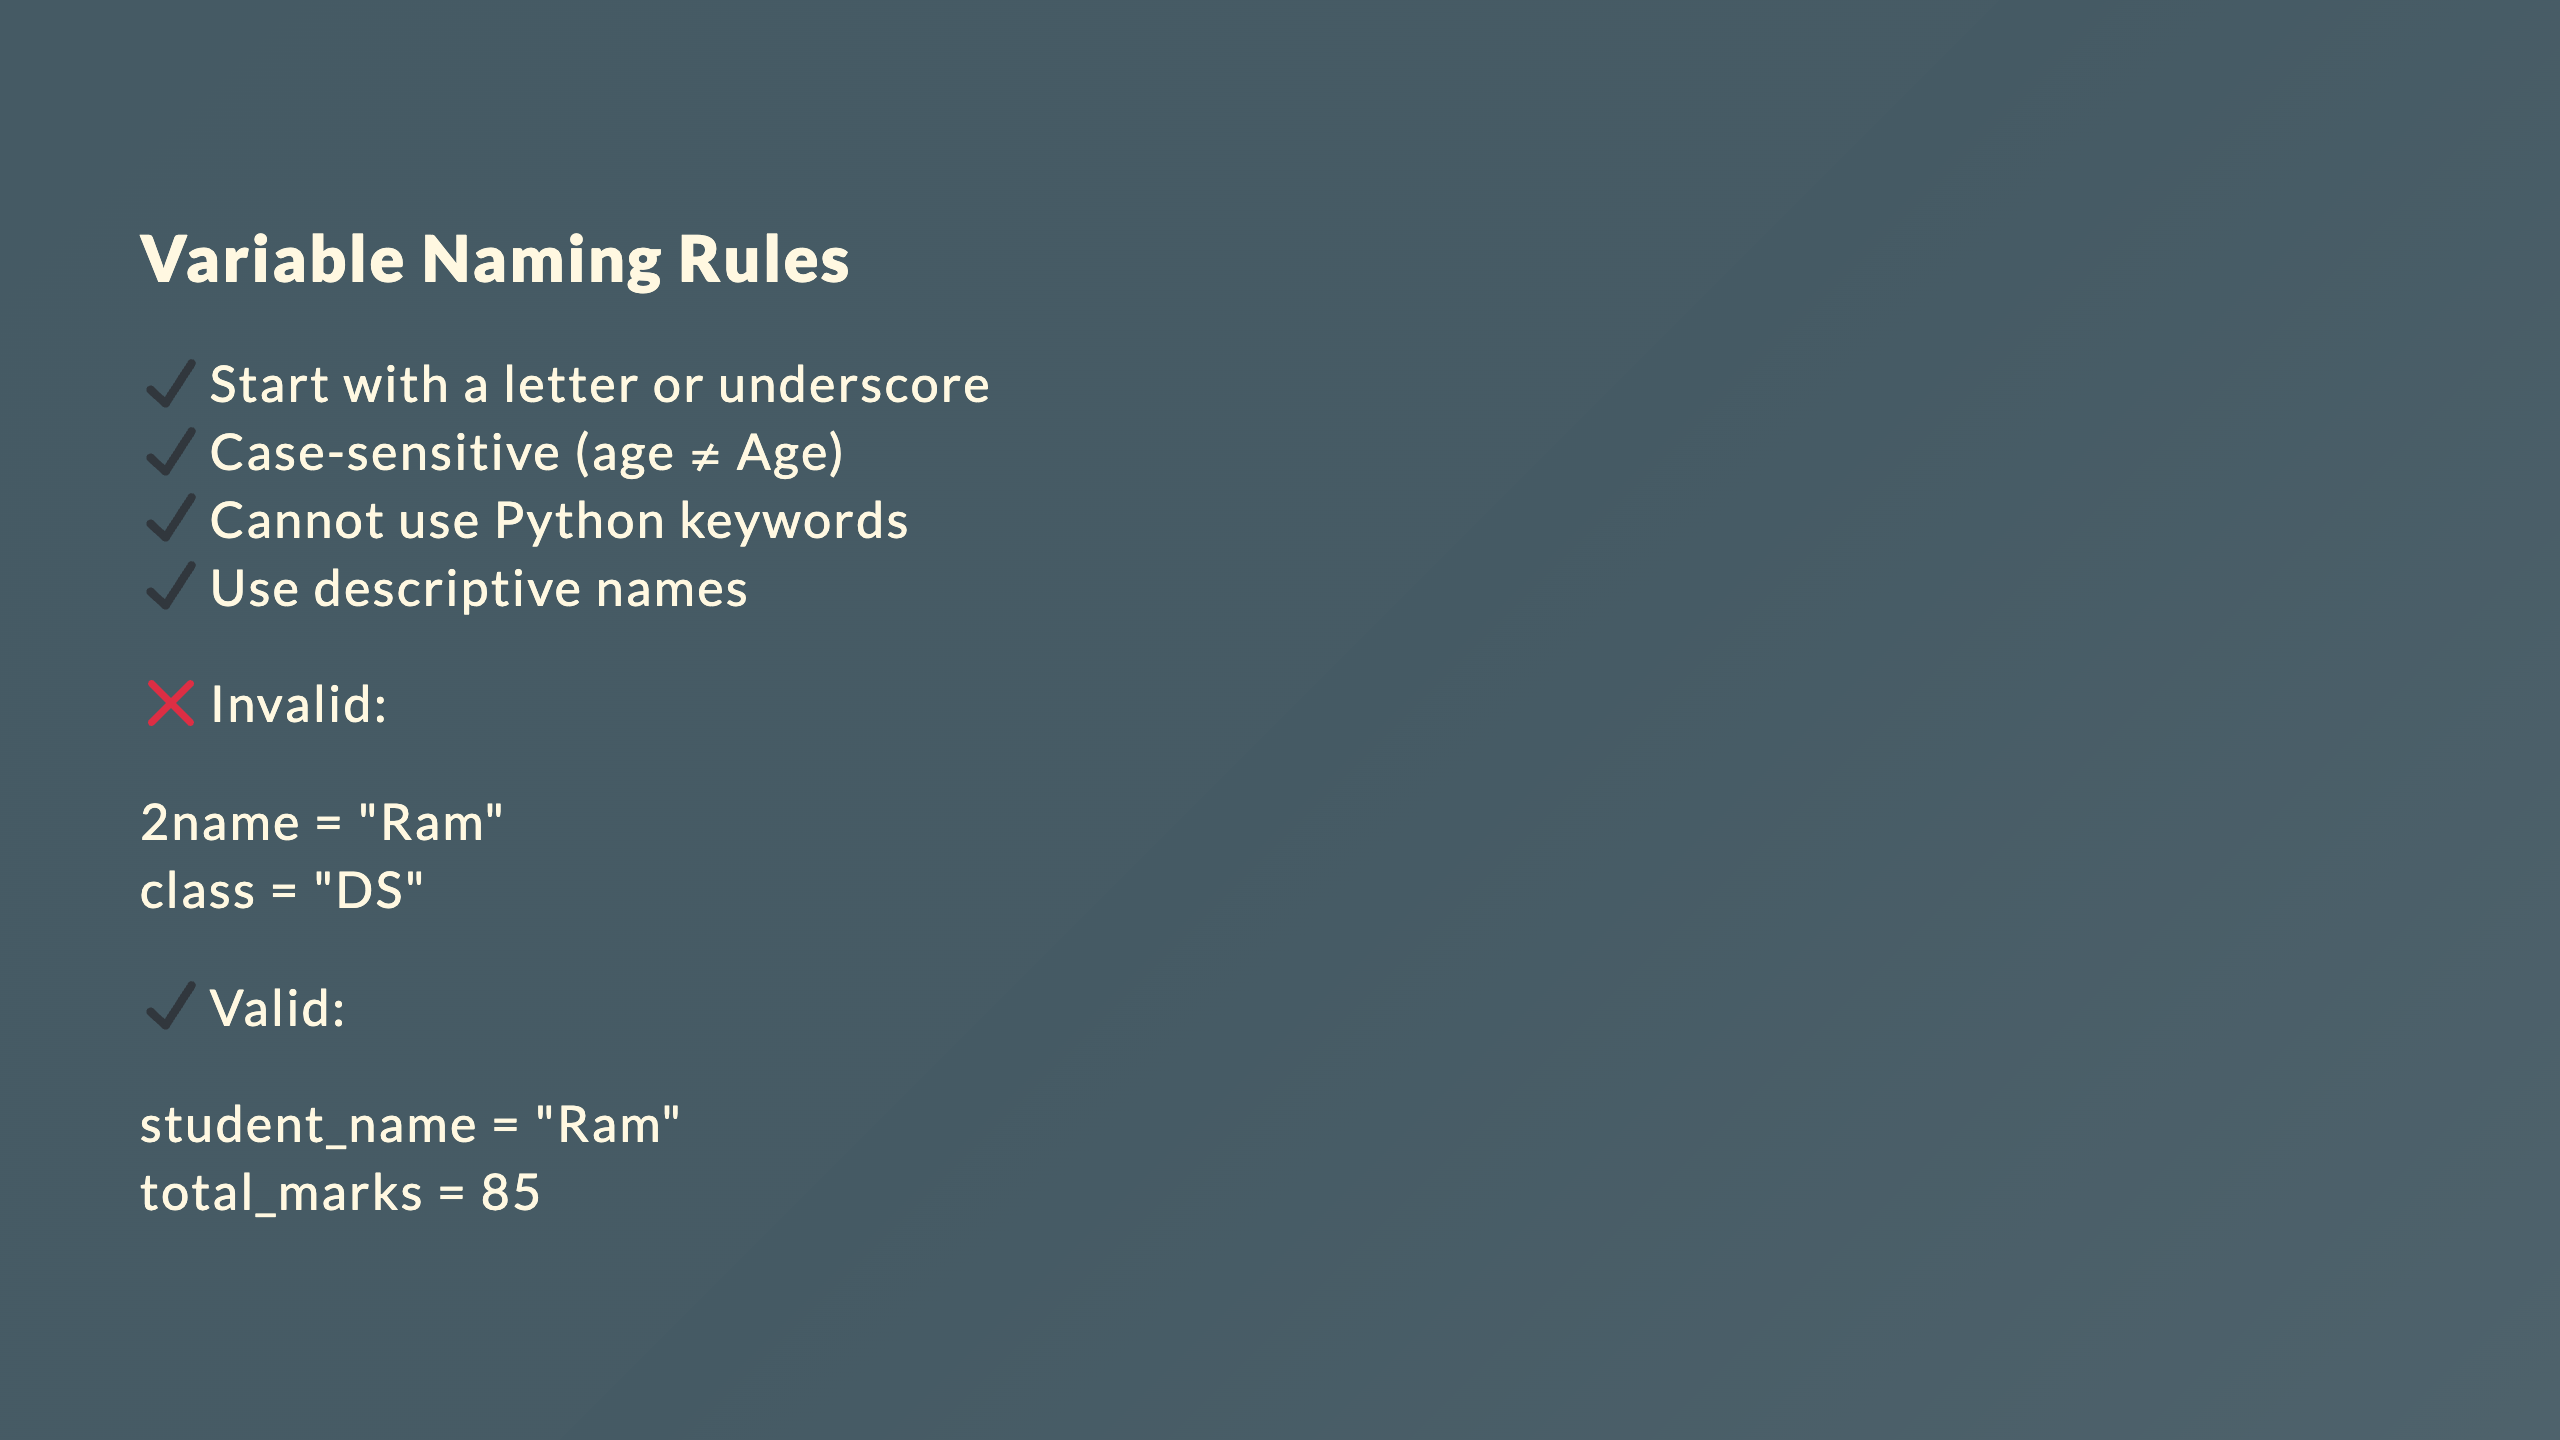 Variable Naming Rules
✔ Start with a letter or underscore
✔ Case-sensitive (age ≠ Age)
✔ Cannot use Python keywords
✔ Use descriptive names
❌ Invalid:
2name = "Ram"
class = "DS"
✔ Valid:
student_name = "Ram"
total_marks = 85